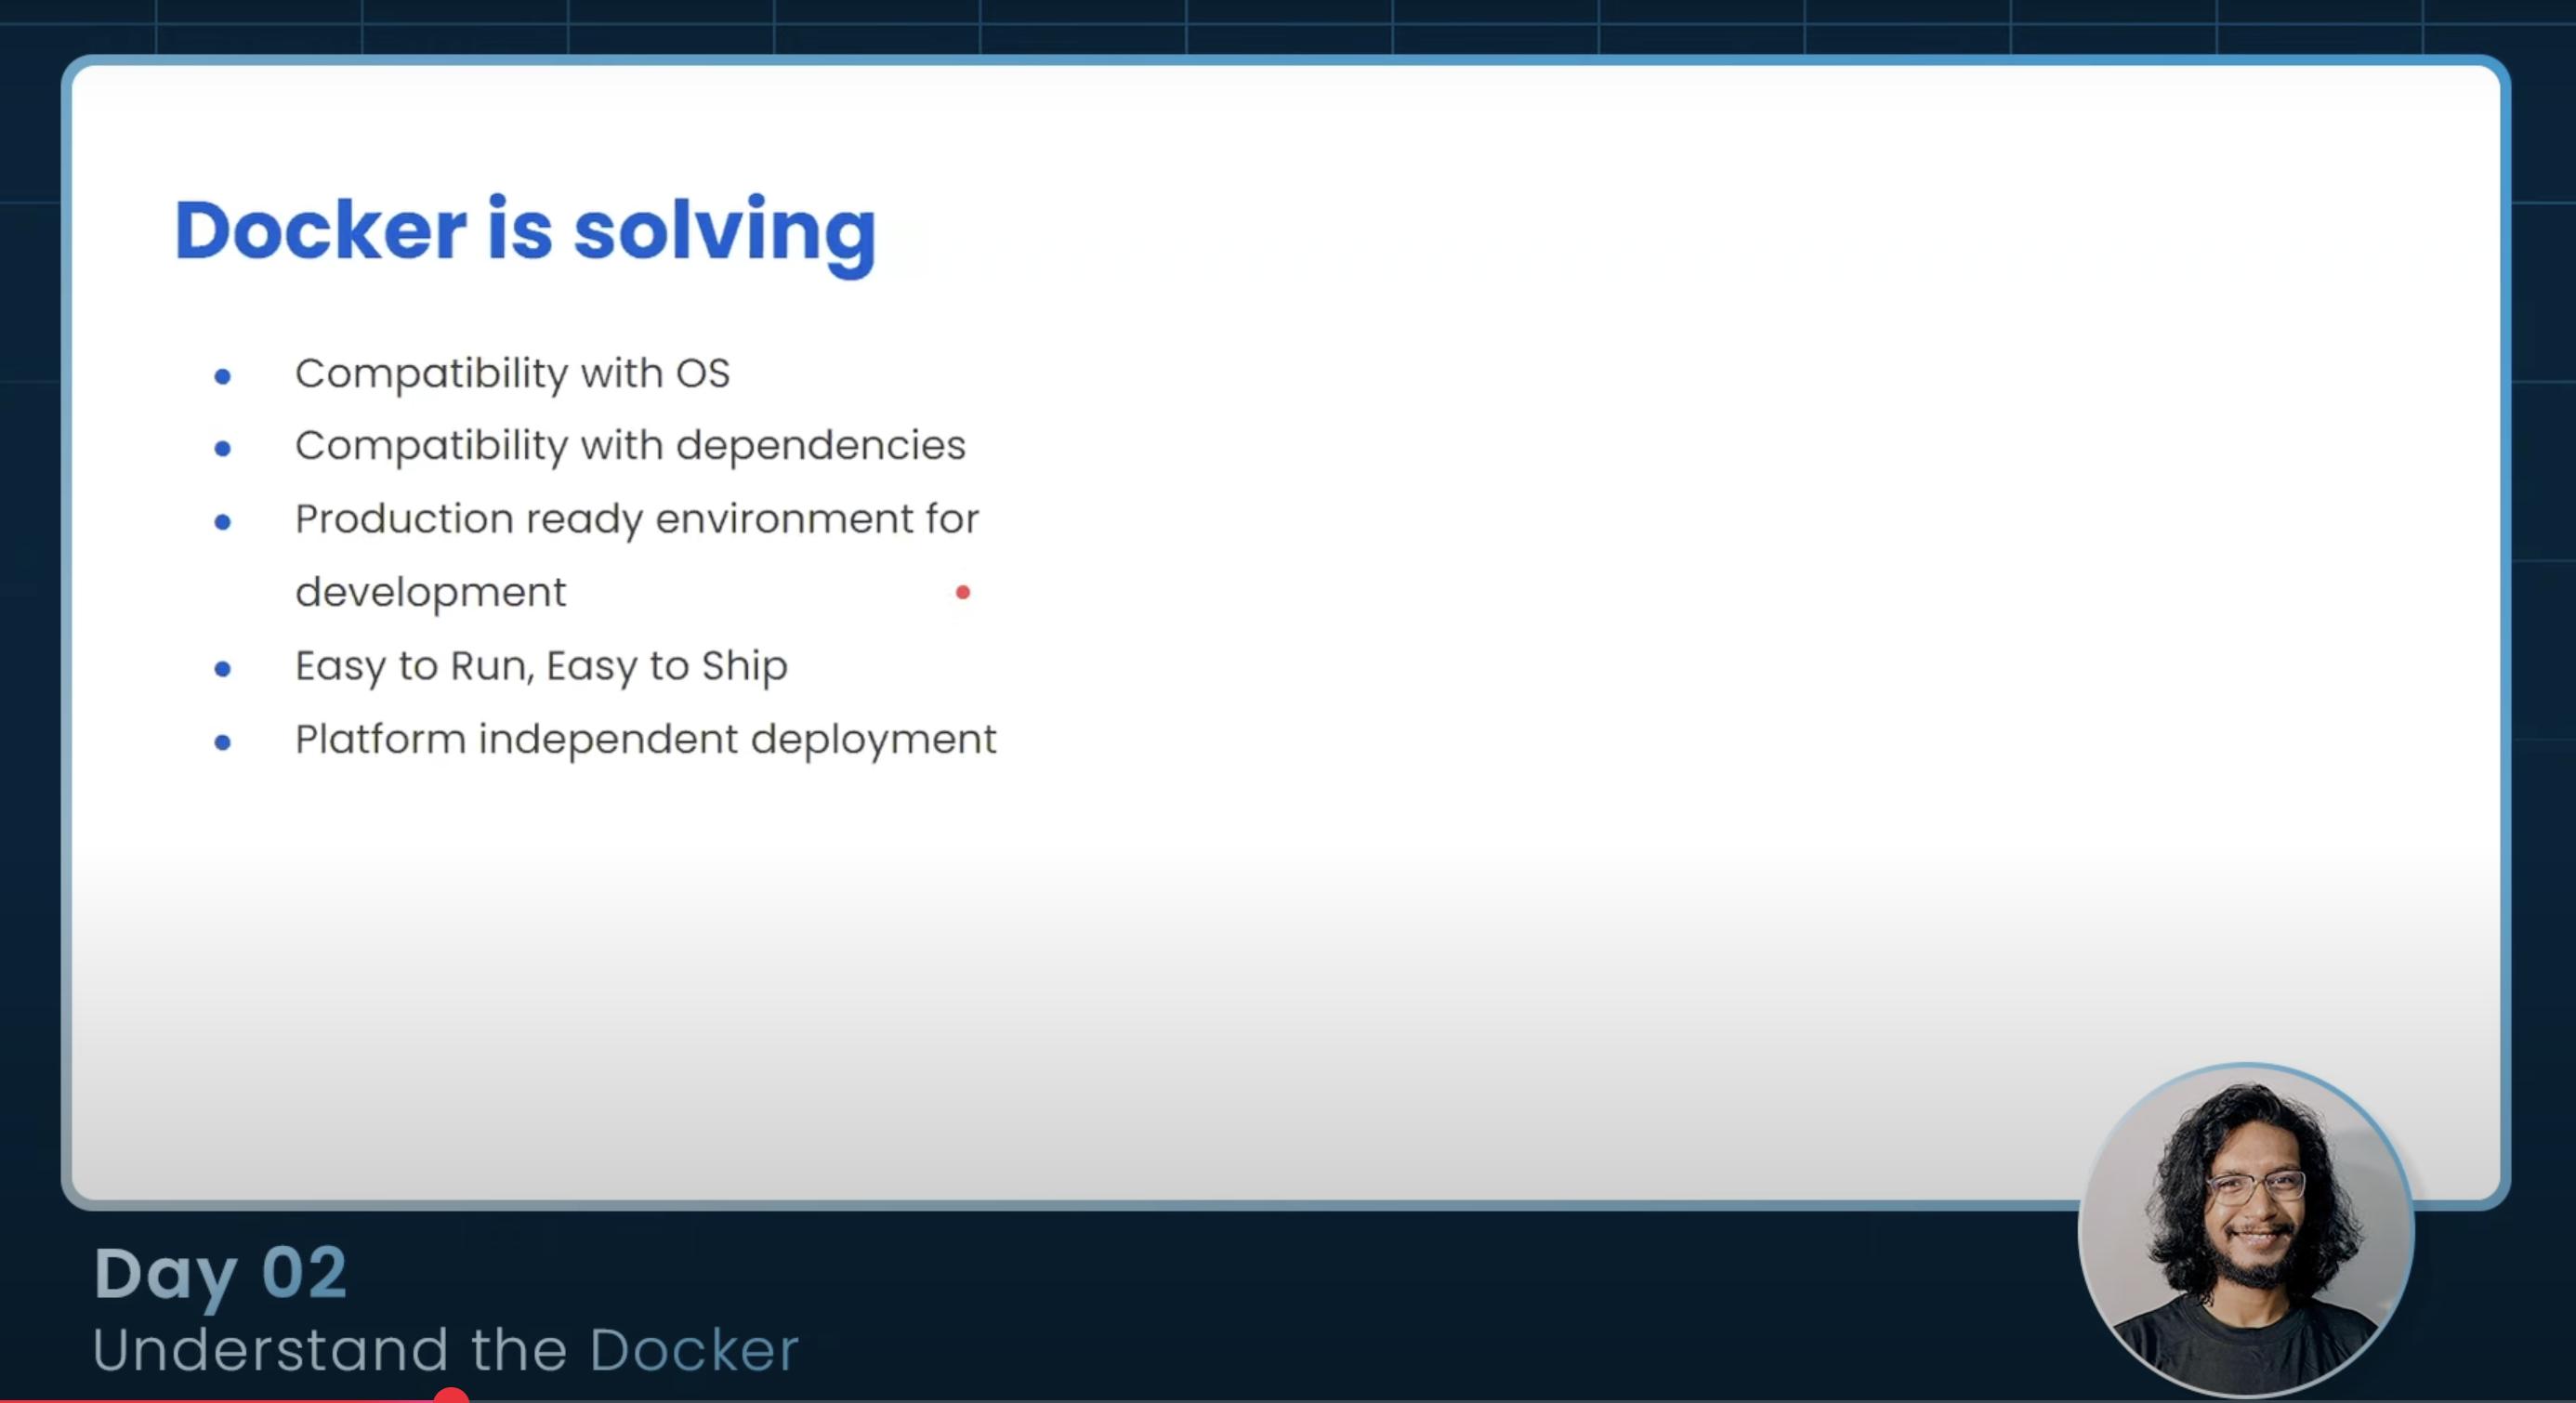 Docker is solving
Compatibility with OS
Compatibility with dependencies
Production ready environment for
development
Easy to Run, Easy to Ship
Platform independent deployment
Day 02
Understand the Docker